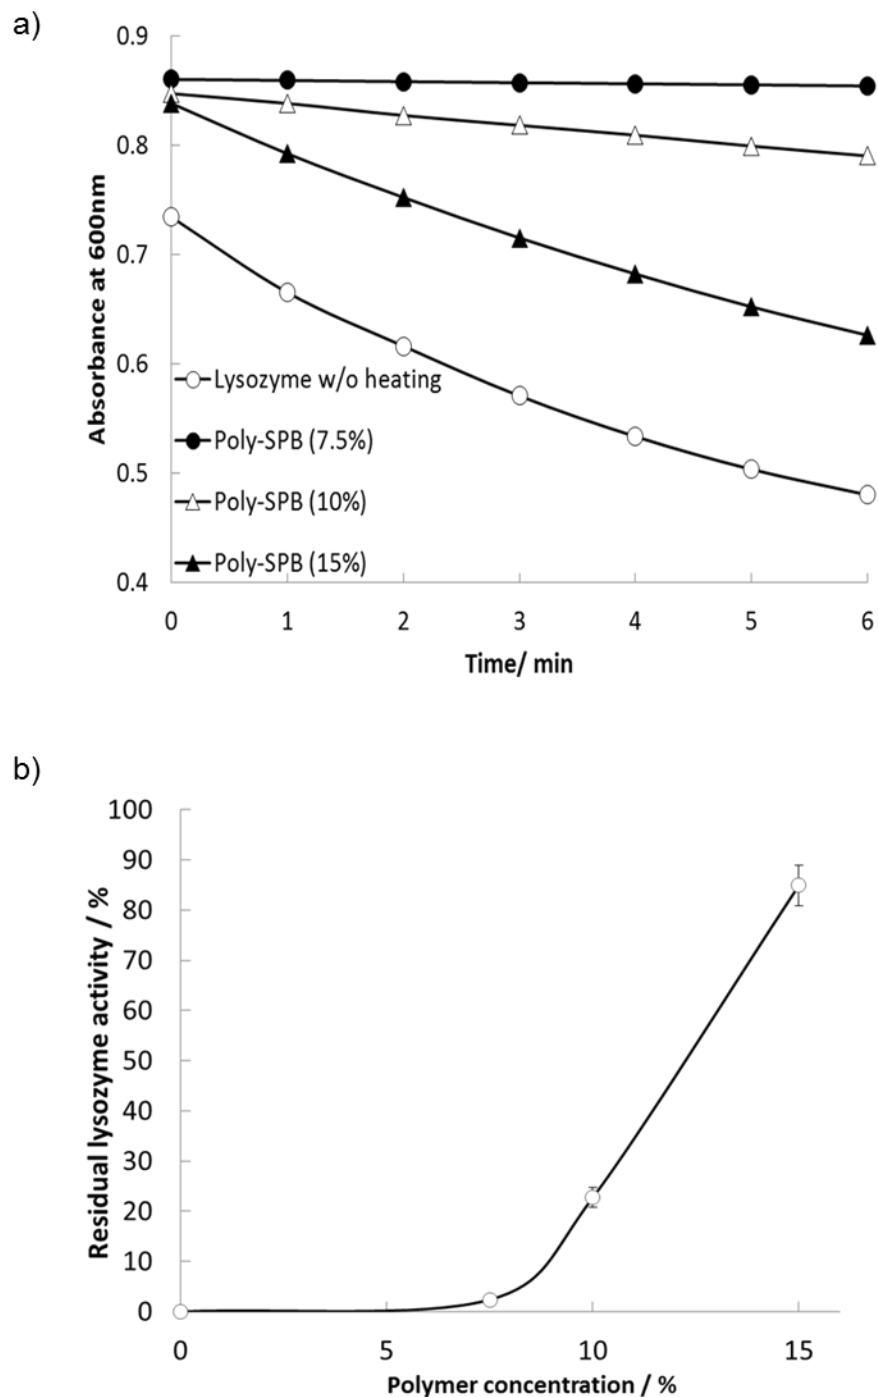 a)
0.9
0.8
0.7
0.6
0.5
0.4
Absorbance at 600nm
Lysozyme w/o heating
Poly-SPB (7.5%)
Poly-SPB (10%)
Poly-SPB (15%)
0 1 2 3 4 5 6
Time/ min
b)
100
90
80
70
60
50
40
30
20
10
0
Residual lysozyme activity / %
0 5 10 15
Polymer concentration / %